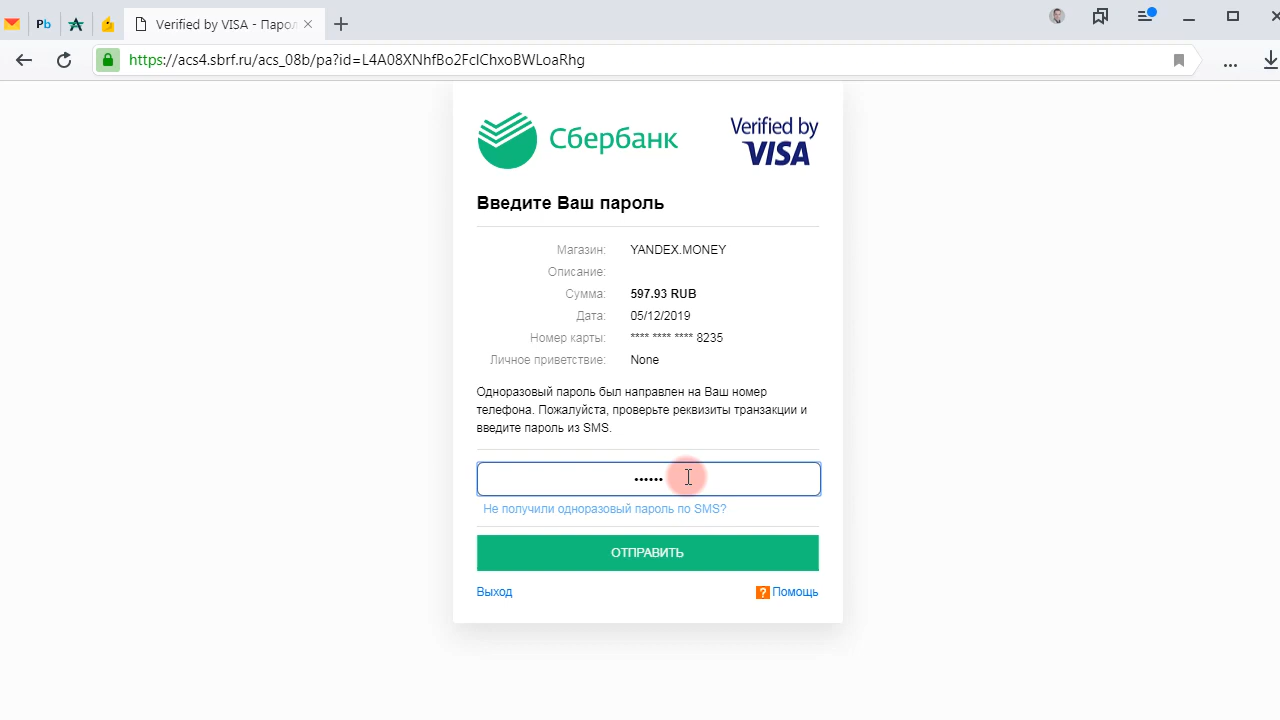 Pb
Verified by VISA - Парол
https://acs4.sbrf.ru/acs_08b/pa?id=L4A08XNhfBo2FcIChxoBWLoaRhg
Сбербанк
Verified by
VISA
Введите Ваш пароль
Магазин: YANDEX.MONEY
Описание:
Сумма: 597.93 RUB
Дата: 05/12/2019
Номер карты: **** **** **** 8235
Личное приветствие: None
Одноразовый пароль был направлен на Ваш номер
телефона. Пожалуйста, проверьте реквизиты транзакции и
введите пароль из SMS.
••••••
Не получили одноразовый пароль по SMS?
ОТПРАВИТЬ
Выход
? Помощь